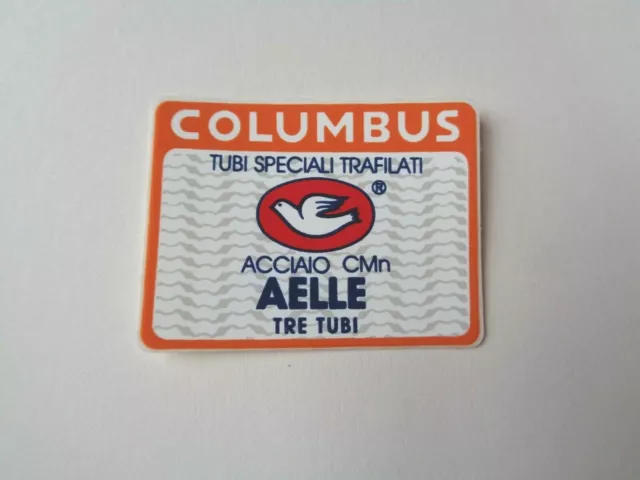 COLUMBUS
TUBI SPECIALI TRAFILATI
®
ACCIAIO CMn
AELLE
TRE TUBI